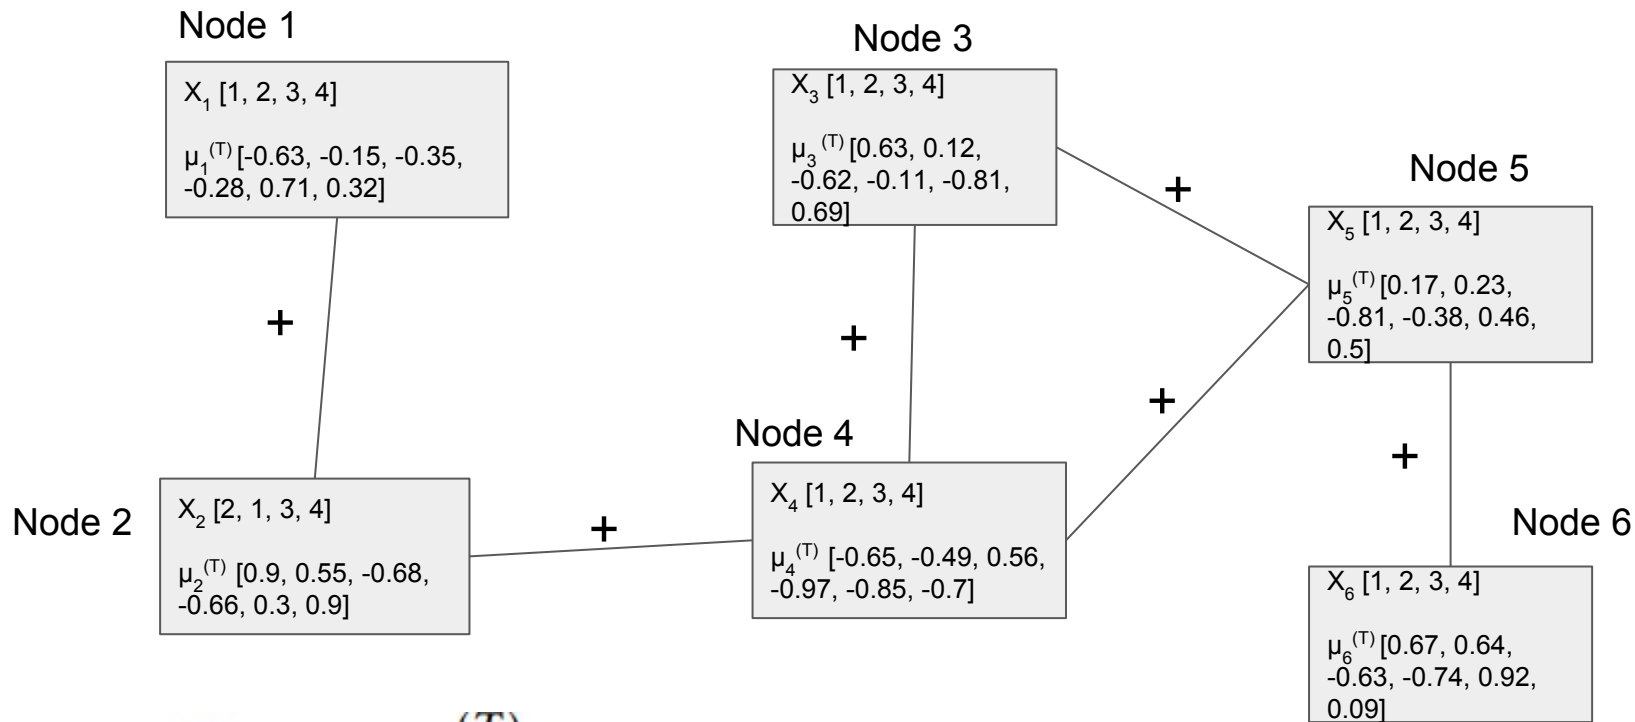 Node 1
X₁ [1, 2, 3, 4]
μ₁⁽ᵀ⁾ [-0.63, -0.15, -0.35,
-0.28, 0.71, 0.32]
Node 3
X₃ [1, 2, 3, 4]
μ₃⁽ᵀ⁾ [0.63, 0.12,
-0.62, -0.11, -0.81,
0.69]
+
Node 5
X₅ [1, 2, 3, 4]
μ₅⁽ᵀ⁾ [0.17, 0.23,
-0.81, -0.38, 0.46,
0.5]
+
+
+
+
Node 4
X₄ [1, 2, 3, 4]
μ₄⁽ᵀ⁾ [-0.65, -0.49, 0.56,
-0.97, -0.85, -0.7]
Node 2
X₂ [2, 1, 3, 4]
μ₂⁽ᵀ⁾ [0.9, 0.55, -0.68,
-0.66, 0.3, 0.9]
+
Node 6
X₆ [1, 2, 3, 4]
μ₆⁽ᵀ⁾ [0.67, 0.64,
-0.63, -0.74, 0.92,
0.09]
(T)